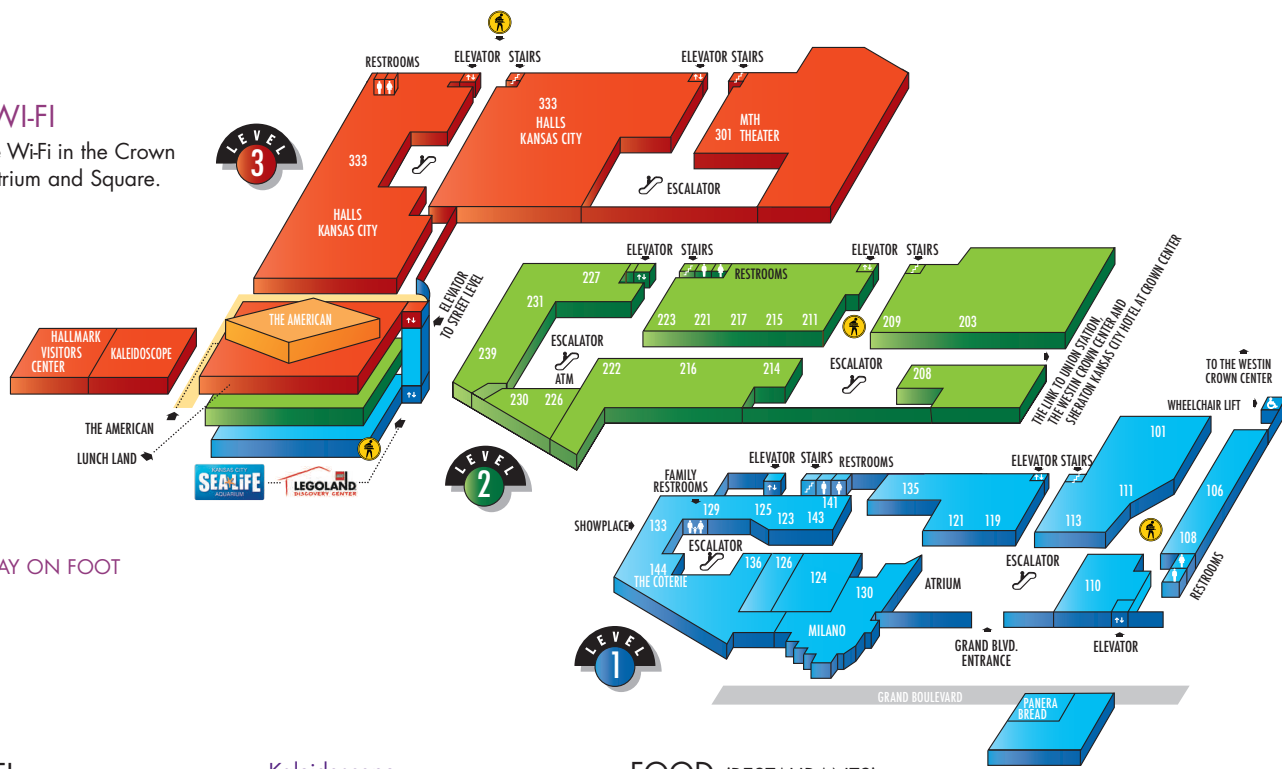 WI-FI
Wi-Fi in the Crown
trium and Square.
AY ON FOOT
LEVEL
3
RESTROOMS
ELEVATOR STAIRS
ELEVATOR STAIRS
333
HALLS
KANSAS CITY
333
HALLS
KANSAS CITY
301
MTH
THEATER
ESCALATOR
ELEVATOR
TO STREET LEVEL
THE AMERICAN
HALLMARK
VISITORS
CENTER
KALEIDOSCOPE
THE AMERICAN
LUNCH LAND
KANSAS CITY
SEA LIFE
AQUARIUM
LEGO
LEGOLAND
DISCOVERY CENTER
LEVEL
2
ELEVATOR STAIRS
RESTROOMS
ELEVATOR STAIRS
227
231
239
230
226
ESCALATOR
ATM
223
221
217
215
211
222
216
214
209
203
208
ESCALATOR
THE LINK TO UNION STATION,
THE WESTIN CROWN CENTER AND
SHERATON KANSAS CITY HOTEL AT CROWN CENTER
TO THE WESTIN
CROWN CENTER
WHEELCHAIR LIFT
LEVEL
1
ELEVATOR STAIRS RESTROOMS
FAMILY
RESTROOMS
SHOWPLACE
133
129
125
123
143
141
ESCALATOR
144
THE COTERIE
136
126
124
130
MILANO
ATRIUM
135
121
119
ELEVATOR STAIRS
101
111
113
106
108
RESTROOMS
ESCALATOR
110
GRAND BLVD.
ENTRANCE
ELEVATOR
GRAND BOULEVARD
PANERA
BREAD